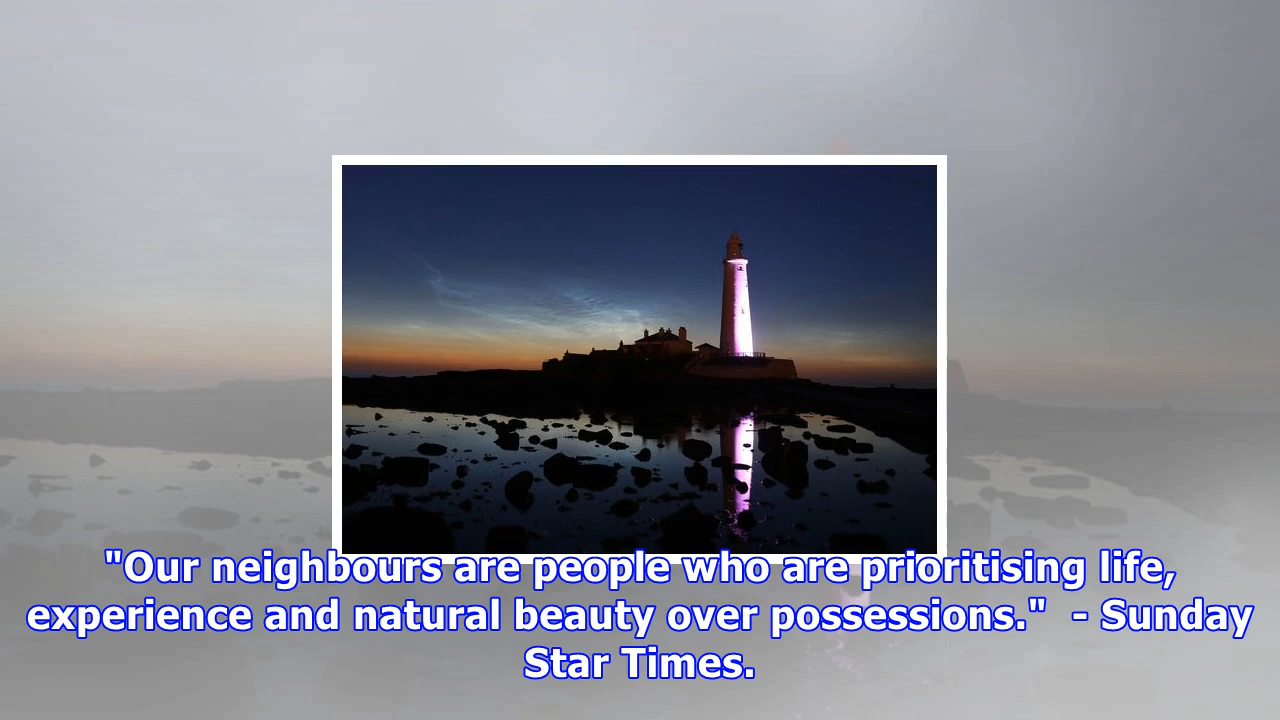 "Our neighbours are people who are prioritising life,
experience and natural beauty over possessions."  - Sunday
Star Times.